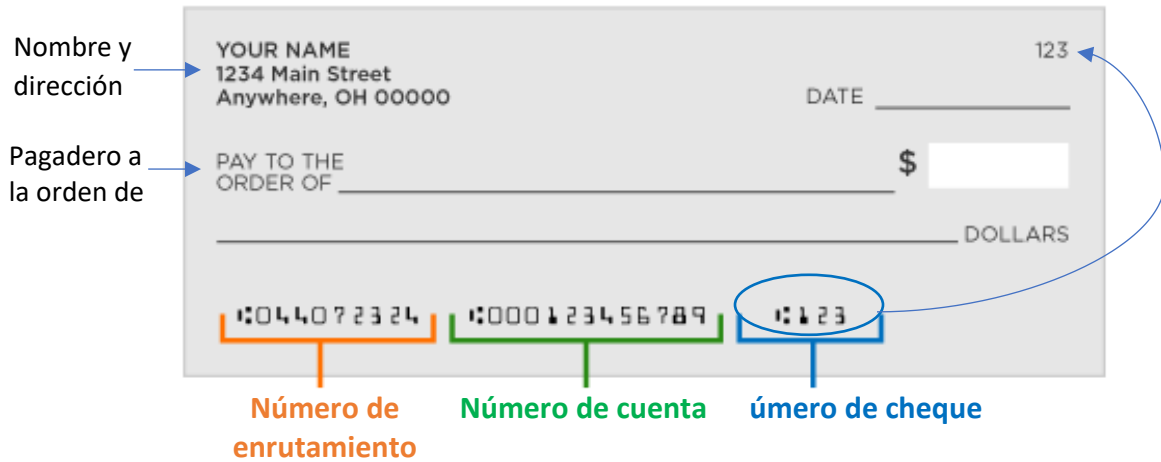 Nombre y
dirección
YOUR NAME
1234 Main Street
Anywhere, OH 00000
123
DATE
Pagadero a
la orden de
PAY TO THE
ORDER OF
$
DOLLARS
⑆044072324
⑆000123456789
⑆123
Número de
enrutamiento
Número de cuenta
úmero de cheque